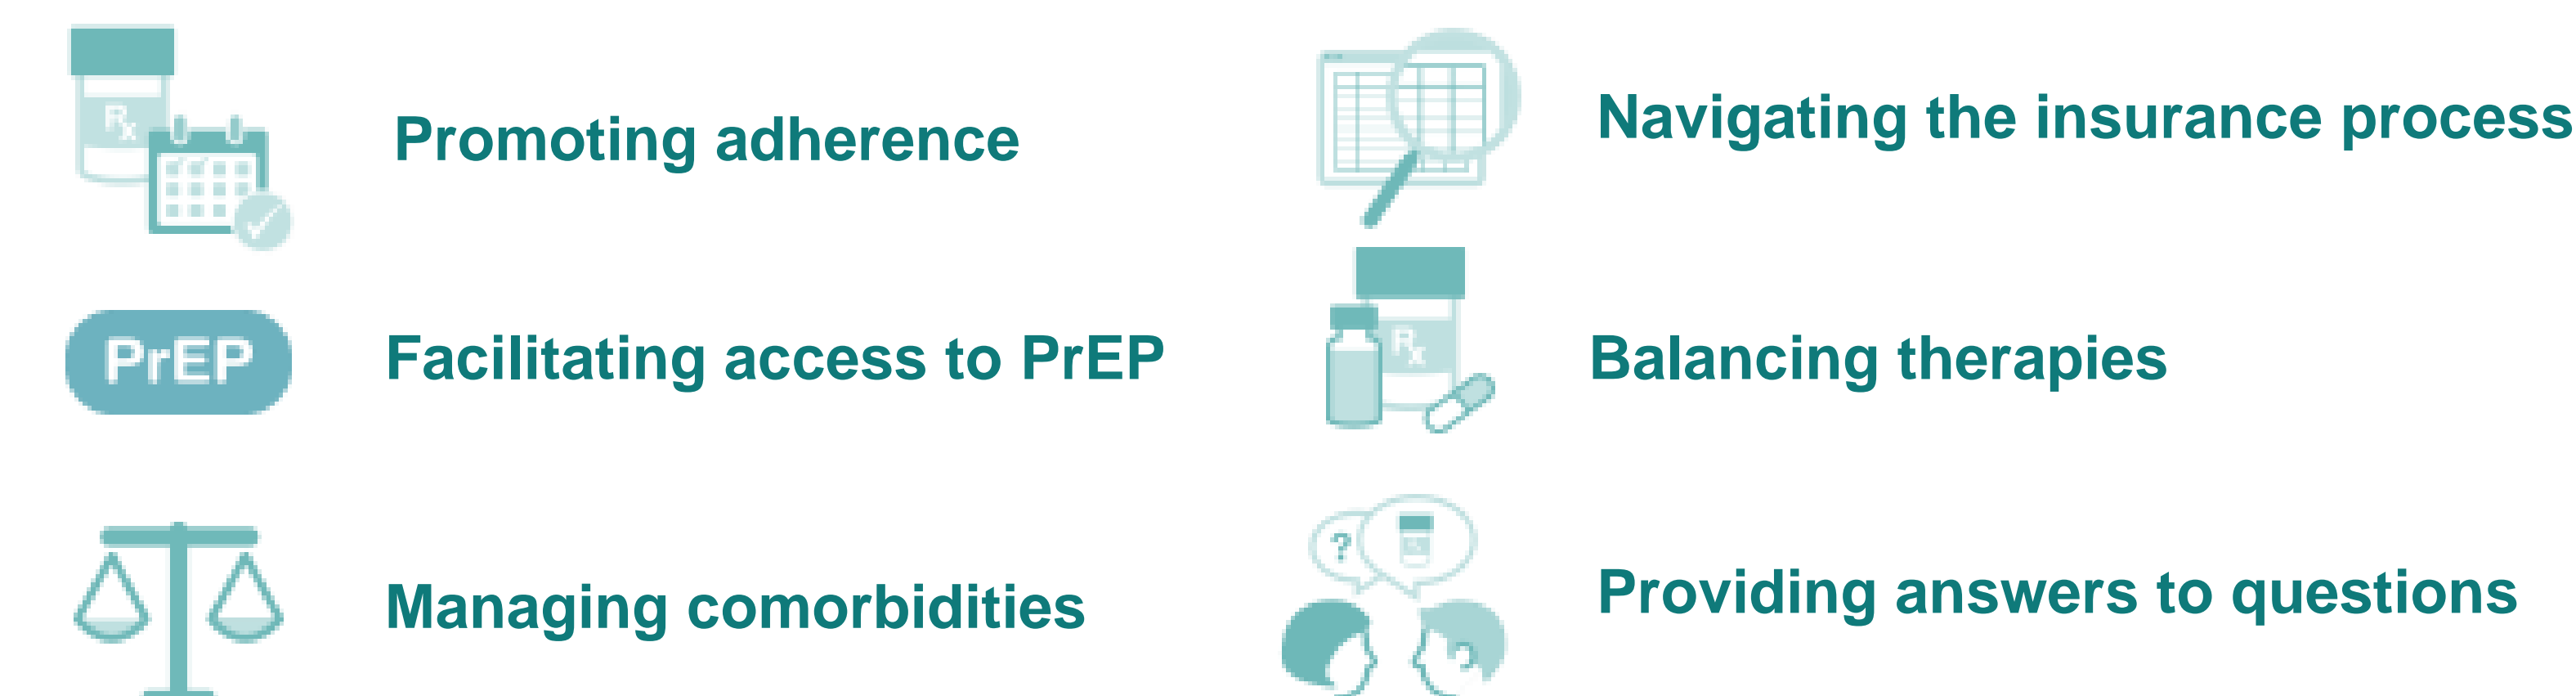 Rx
Promoting adherence
Navigating the insurance process
PrEP
Facilitating access to PrEP
Rx
Balancing therapies
Managing comorbidities
?
Providing answers to questions